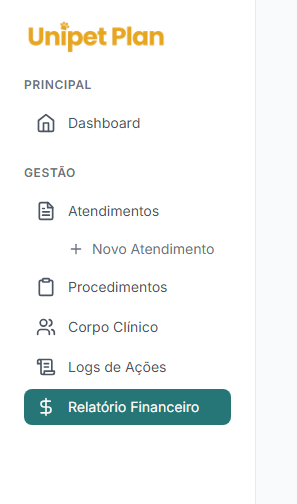 Unipet Plan
PRINCIPAL
Dashboard
GESTÃO
Atendimentos
Novo Atendimento
Procedimentos
Corpo Clínico
Logs de Ações
Relatório Financeiro